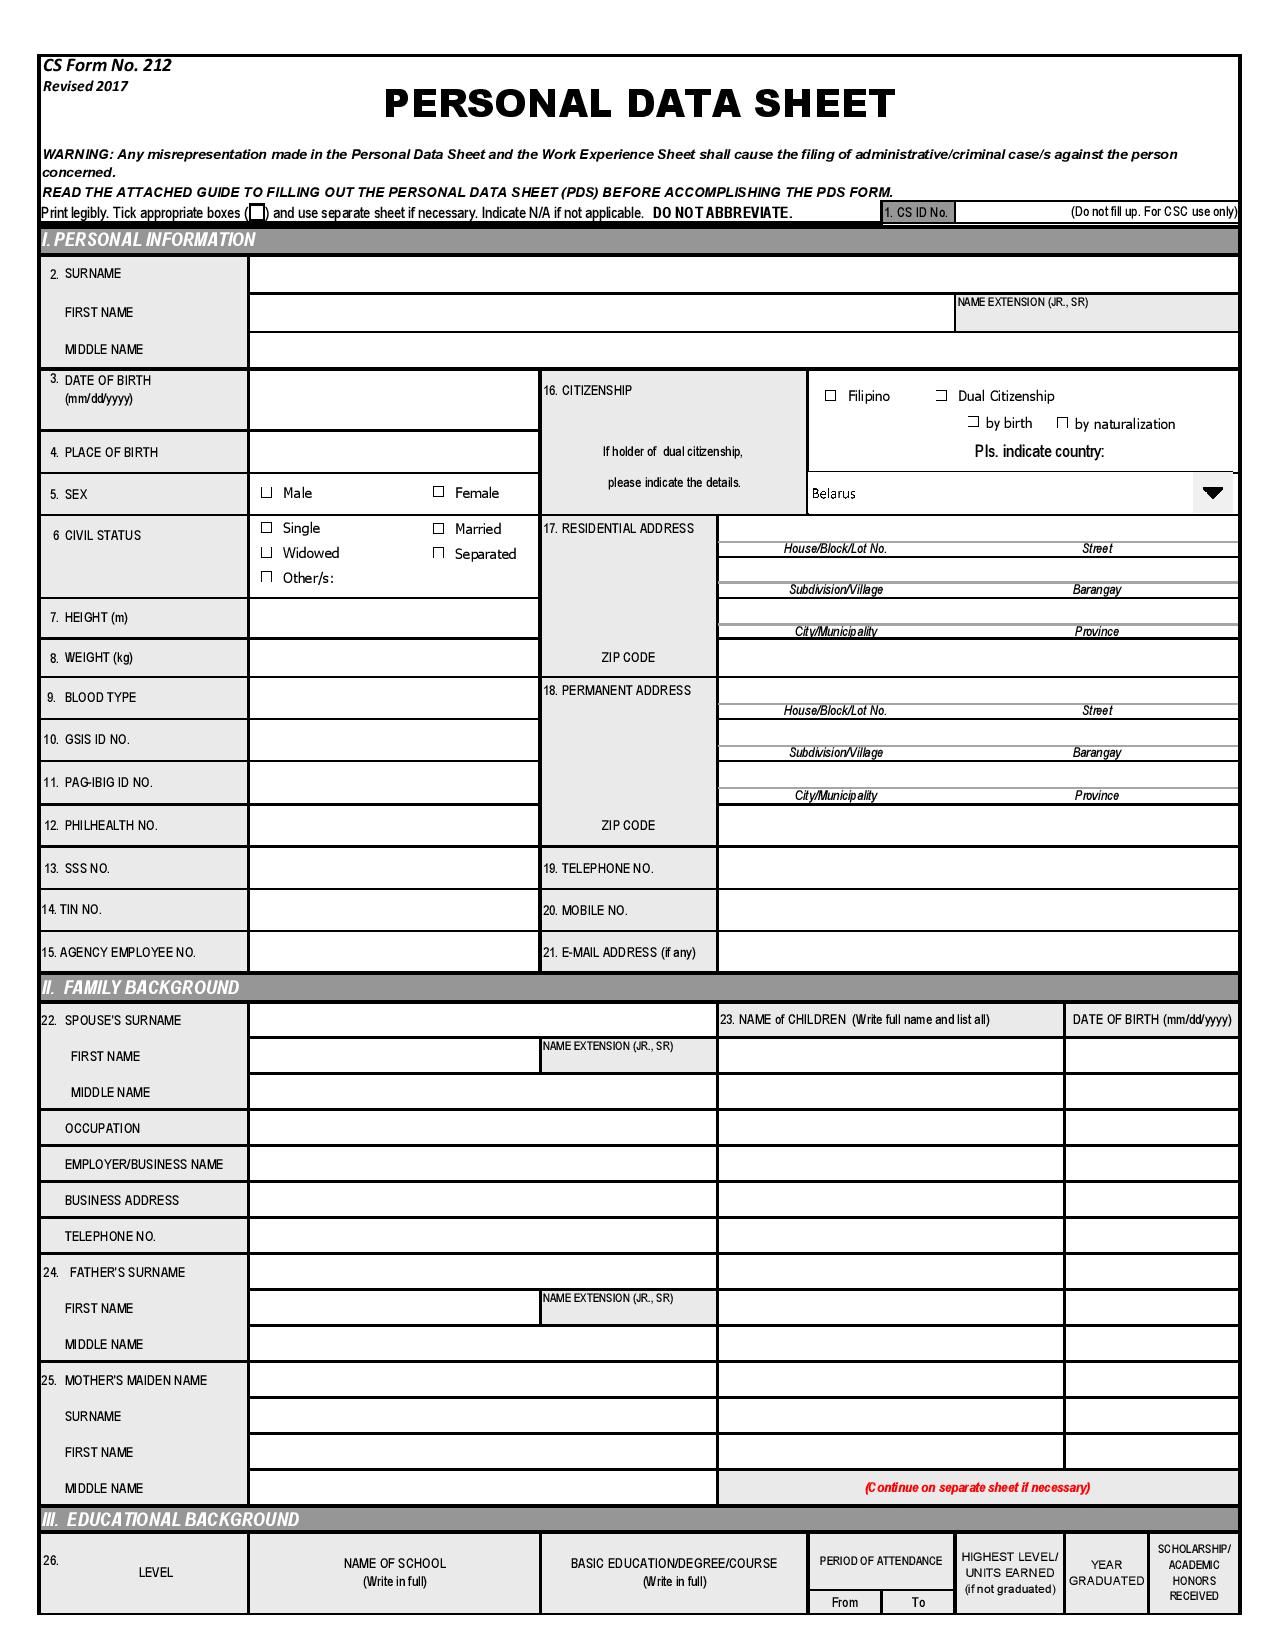 CS Form No. 212
Revised 2017
PERSONAL DATA SHEET
WARNING: Any misrepresentation made in the Personal Data Sheet and the Work Experience Sheet shall cause the filing of administrative/criminal case/s against the person
concerned.
READ THE ATTACHED GUIDE TO FILLING OUT THE PERSONAL DATA SHEET (PDS) BEFORE ACCOMPLISHING THE PDS FORM.
Print legibly. Tick appropriate boxes ( ) and use separate sheet if necessary. Indicate N/A if not applicable. DO NOT ABBREVIATE.
1. CS ID No.
(Do not fill up. For CSC use only)
I. PERSONAL INFORMATION
2. SURNAME
FIRST NAME
NAME EXTENSION (JR., SR)
MIDDLE NAME
3. DATE OF BIRTH
(mm/dd/yyyy)
4. PLACE OF BIRTH
5. SEX
Male Female
6 CIVIL STATUS
Single Married
Widowed Separated
Other/s:
7. HEIGHT (m)
8. WEIGHT (kg)
9. BLOOD TYPE
10. GSIS ID NO.
11. PAG-IBIG ID NO.
12. PHILHEALTH NO.
13. SSS NO.
14. TIN NO.
15. AGENCY EMPLOYEE NO.
16. CITIZENSHIP
If holder of dual citizenship,
please indicate the details.
Filipino Dual Citizenship
by birth by naturalization
Pls. indicate country:
Belarus
17. RESIDENTIAL ADDRESS
House/Block/Lot No. Street
Subdivision/Village Barangay
City/Municipality Province
ZIP CODE
18. PERMANENT ADDRESS
House/Block/Lot No. Street
Subdivision/Village Barangay
City/Municipality Province
ZIP CODE
19. TELEPHONE NO.
20. MOBILE NO.
21. E-MAIL ADDRESS (if any)
II. FAMILY BACKGROUND
22. SPOUSE'S SURNAME
FIRST NAME
NAME EXTENSION (JR., SR)
MIDDLE NAME
OCCUPATION
EMPLOYER/BUSINESS NAME
BUSINESS ADDRESS
TELEPHONE NO.
24. FATHER'S SURNAME
FIRST NAME
NAME EXTENSION (JR., SR)
MIDDLE NAME
25. MOTHER'S MAIDEN NAME
SURNAME
FIRST NAME
MIDDLE NAME
23. NAME of CHILDREN (Write full name and list all)
DATE OF BIRTH (mm/dd/yyyy)
(Continue on separate sheet if necessary)
III. EDUCATIONAL BACKGROUND
26.
LEVEL
NAME OF SCHOOL
(Write in full)
BASIC EDUCATION/DEGREE/COURSE
(Write in full)
PERIOD OF ATTENDANCE
From To
HIGHEST LEVEL/
UNITS EARNED
(if not graduated)
YEAR
GRADUATED
SCHOLARSHIP/
ACADEMIC
HONORS
RECEIVED